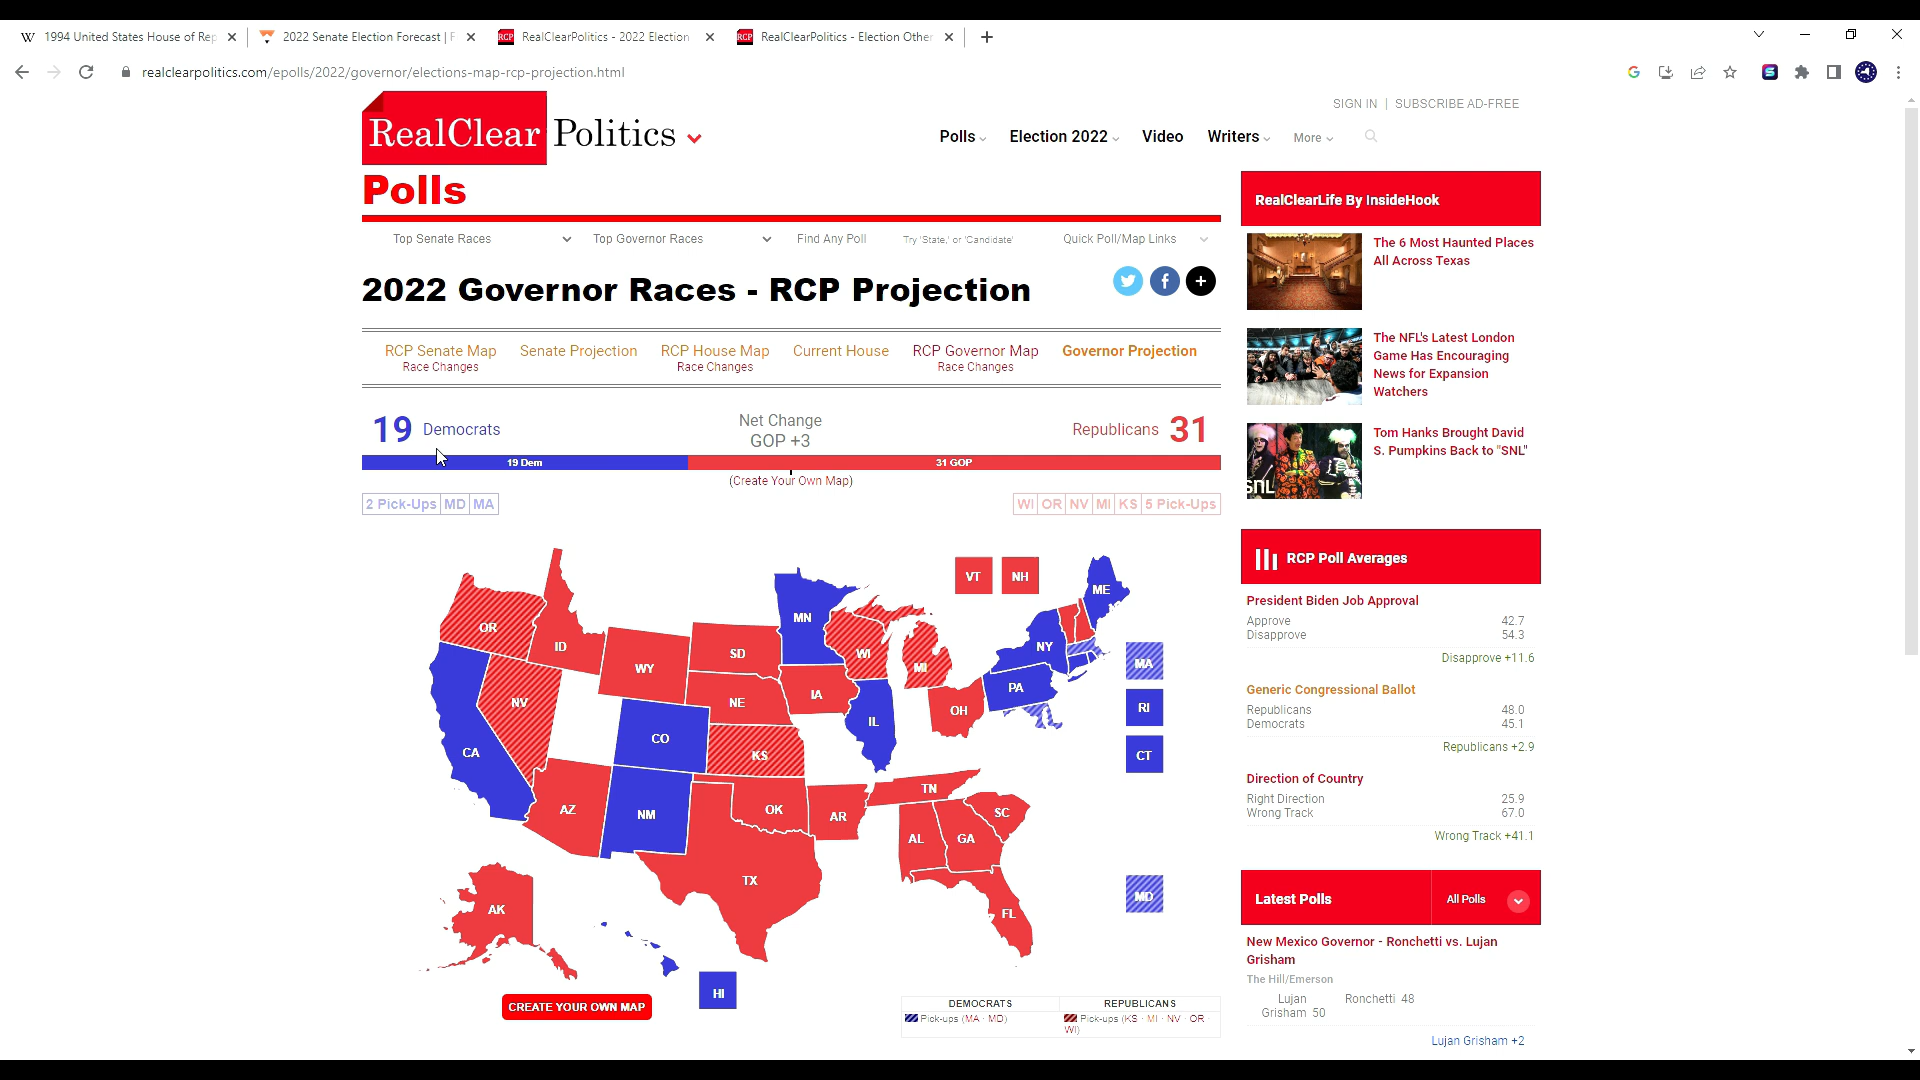 1994 United States House of Rep
2022 Senate Election Forecast | F
RCP RealClearPolitics - 2022 Election
RCP RealClearPolitics - Election Other
realclearpolitics.com/epolls/2022/governor/elections-map-rcp-projection.html
SIGN IN | SUBSCRIBE AD-FREE
RealClear Politics
Polls Election 2022 Video Writers More
Polls
Top Senate Races Top Governor Races Find Any Poll Try 'State,' or 'Candidate' Quick Poll/Map Links
2022 Governor Races - RCP Projection
RCP Senate Map Senate Projection RCP House Map Current House RCP Governor Map Governor Projection
Race Changes Race Changes Race Changes
19 Democrats Net Change Republicans 31
GOP +3
19 Dem 31 GOP
(Create Your Own Map)
2 Pick-Ups MD MA WI OR NV MI KS 5 Pick-Ups
VT NH
ME
OR
MN
ID
WY
SD
WI
MI
NY
MA
NV
NE
IA
PA
OH
RI
CA
CO
KS
IL
CT
AZ
NM
OK
AR
TN
SC
AL
GA
TX
FL
MD
AK
HI
CREATE YOUR OWN MAP
DEMOCRATS REPUBLICANS
Pick-ups (MA · MD) Pick-ups (KS · MI · NV · OR ·
WI)
RealClearLife By InsideHook
The 6 Most Haunted Places
All Across Texas
The NFL's Latest London
Game Has Encouraging
News for Expansion
Watchers
Tom Hanks Brought David
S. Pumpkins Back to "SNL"
SNL
RCP Poll Averages
President Biden Job Approval
Approve 42.7
Disapprove 54.3
Disapprove +11.6
Generic Congressional Ballot
Republicans 48.0
Democrats 45.1
Republicans +2.9
Direction of Country
Right Direction 25.9
Wrong Track 67.0
Wrong Track +41.1
Latest Polls All Polls
New Mexico Governor - Ronchetti vs. Lujan
Grisham
The Hill/Emerson
Lujan Ronchetti 48
Grisham 50
Lujan Grisham +2